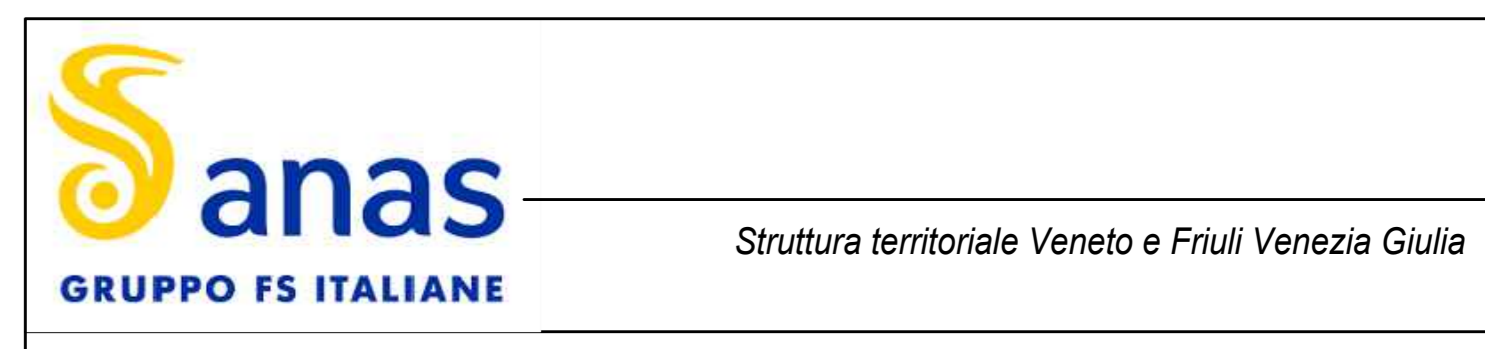 anas
GRUPPO FS ITALIANE
Struttura territoriale Veneto e Friuli Venezia Giulia